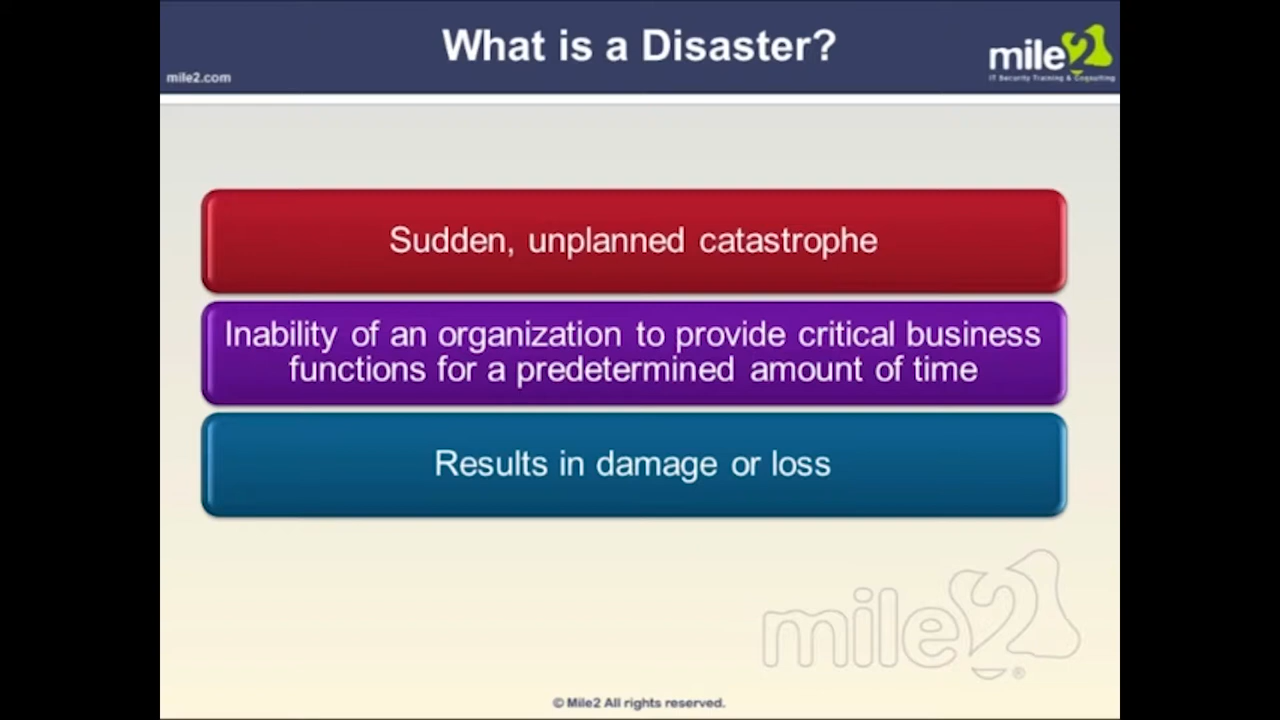 What is a Disaster?
mile2
IT Security Training & Consulting
mile2.com
Sudden, unplanned catastrophe
Inability of an organization to provide critical business
functions for a predetermined amount of time
Results in damage or loss
mile2®
© Mile2 All rights reserved.